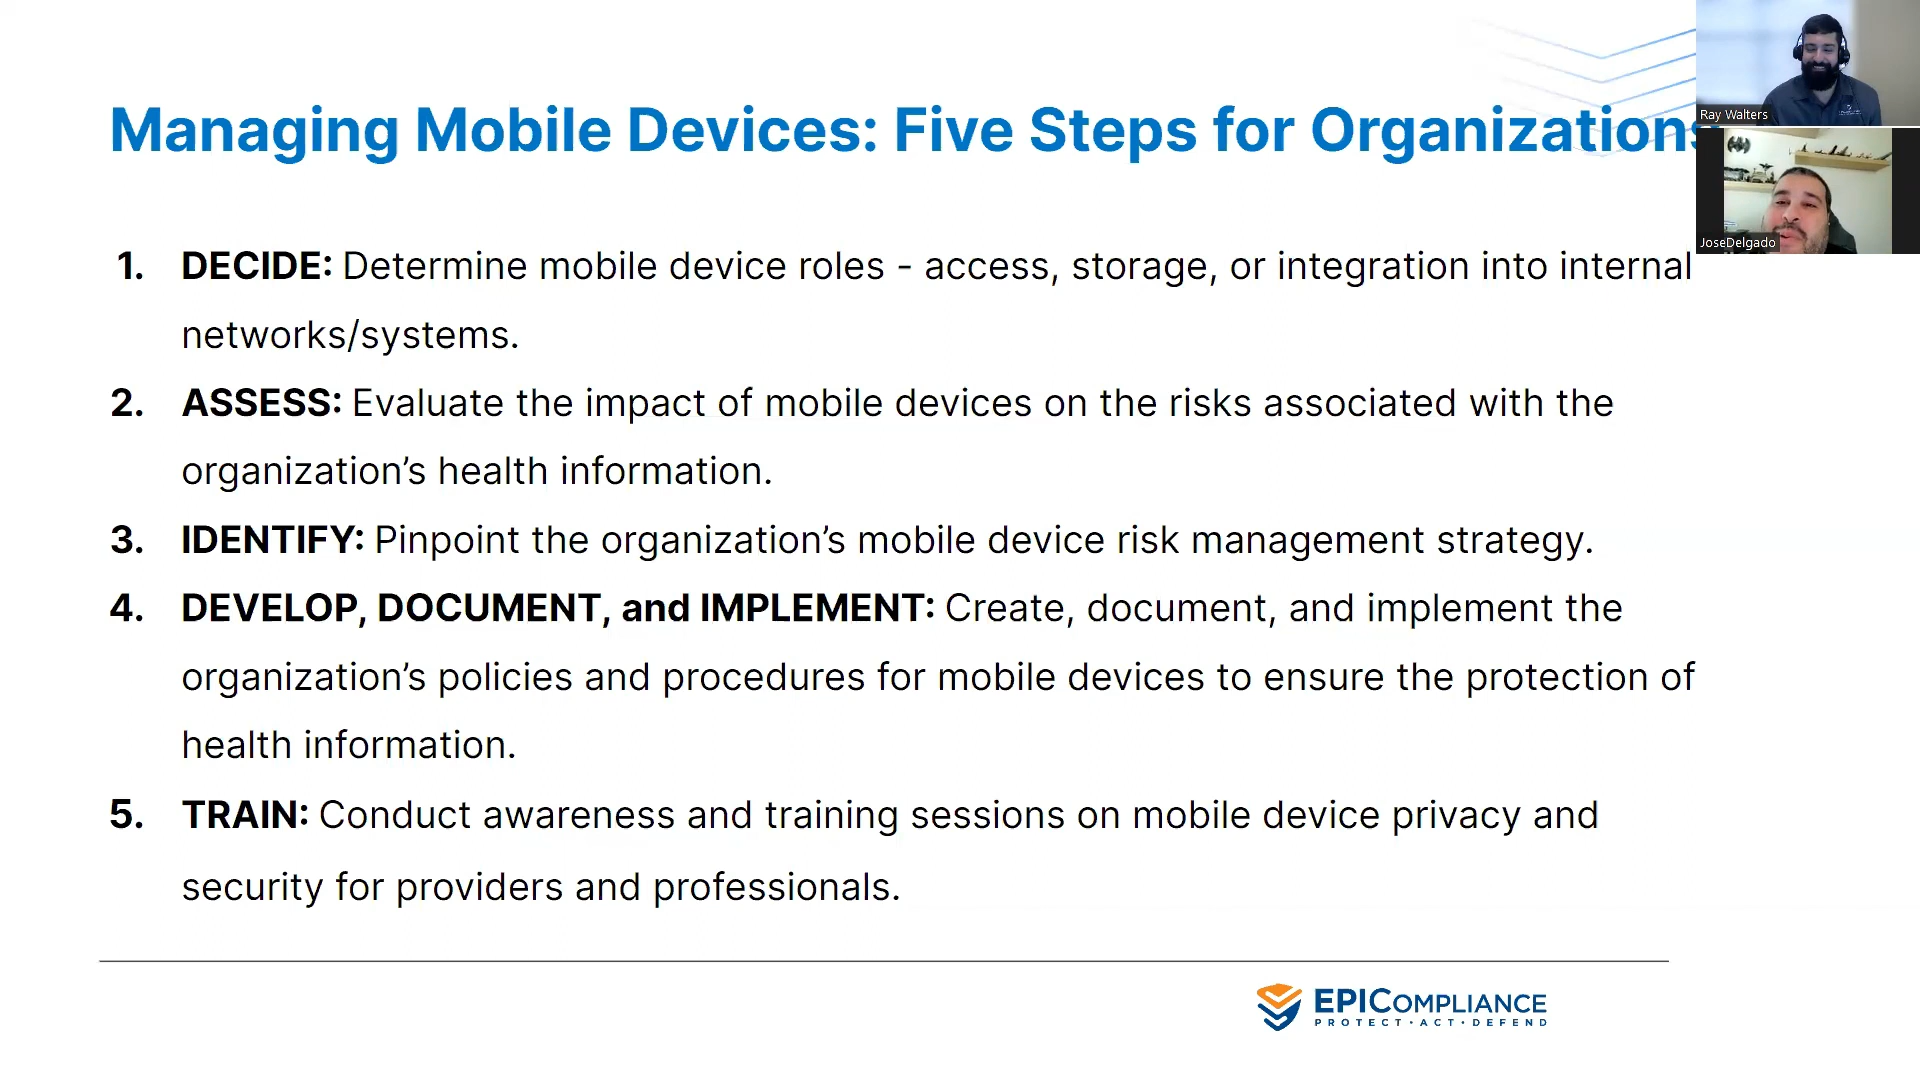 Managing Mobile Devices: Five Steps for Organizations
Ray Walters
JoseDelgado
1. DECIDE: Determine mobile device roles - access, storage, or integration into internal
networks/systems.
2. ASSESS: Evaluate the impact of mobile devices on the risks associated with the
organization’s health information.
3. IDENTIFY: Pinpoint the organization’s mobile device risk management strategy.
4. DEVELOP, DOCUMENT, and IMPLEMENT: Create, document, and implement the
organization’s policies and procedures for mobile devices to ensure the protection of
health information.
5. TRAIN: Conduct awareness and training sessions on mobile device privacy and
security for providers and professionals.
EPICOMPLIANCE
PROTECT·ACT·DEFEND